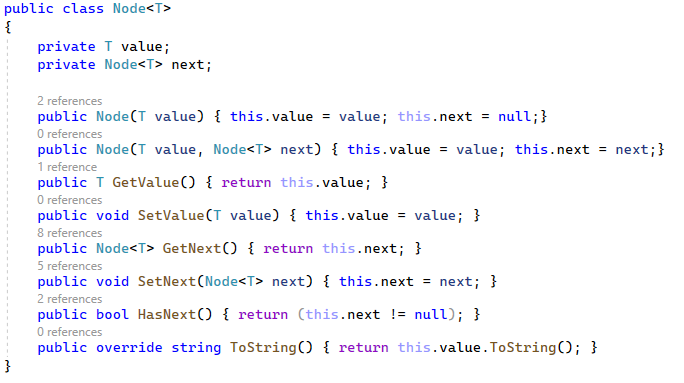 public class Node<T>
{
private T value;
private Node<T> next;
2 references
public Node(T value) { this.value = value; this.next = null;}
0 references
public Node(T value, Node<T> next) { this.value = value; this.next = next;}
1 reference
public T GetValue() { return this.value; }
0 references
public void SetValue(T value) { this.value = value; }
8 references
public Node<T> GetNext() { return this.next; }
5 references
public void SetNext(Node<T> next) { this.next = next; }
2 references
public bool HasNext() { return (this.next != null); }
0 references
public override string ToString() { return this.value.ToString(); }
}